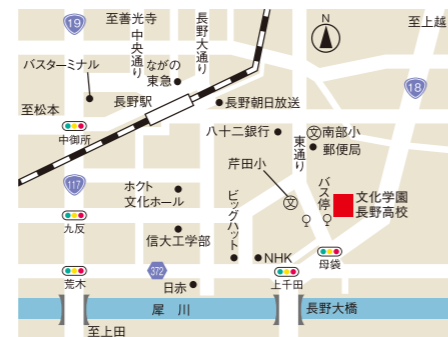 19
至善光寺
中央通り
長野大通り
N
至上越
バスターミナル
ながの
東急
18
至松本
長野駅
長野朝日放送
中御所
八十二銀行
文
南部小
郵便局
東通り
117
芹田小
ホクト
文化ホール
ビッグハット
文
バス停
文化学園
長野高校
九反
信大工学部
母袋
NHK
372
荒木
日赤
上千田
犀川
長野大橋
至上田